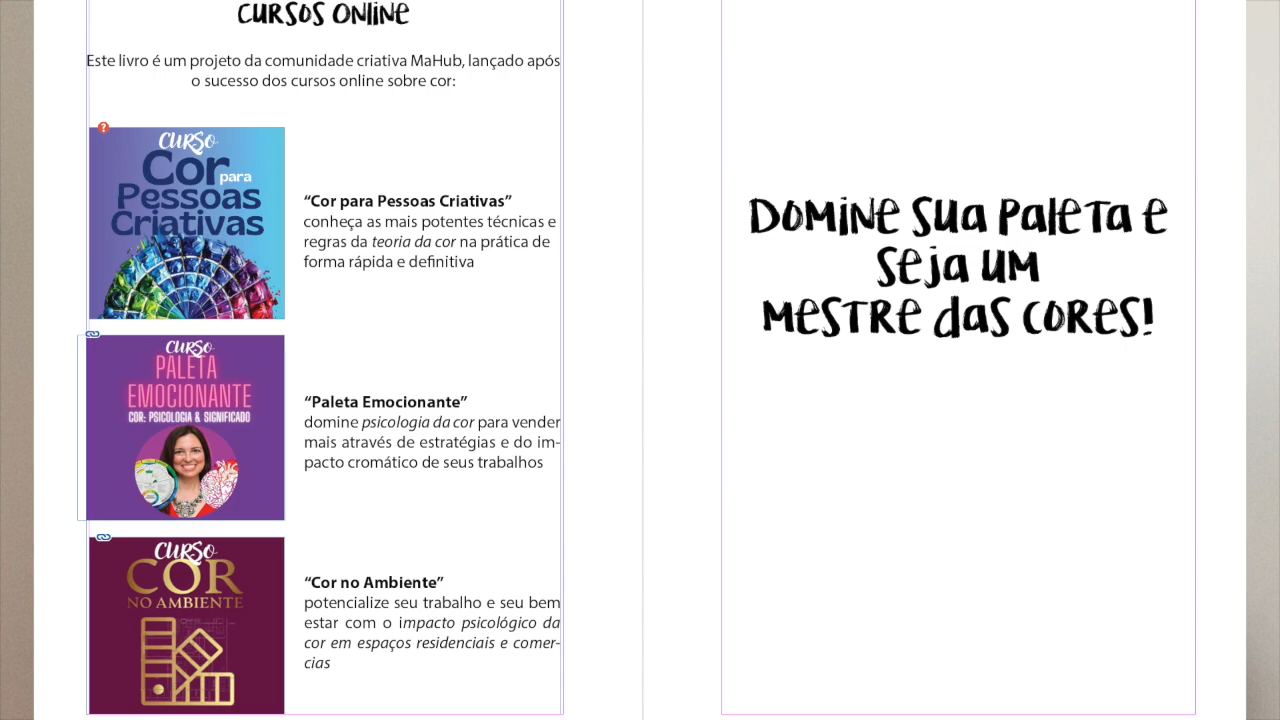 CURSOS ONLINE
Este livro é um projeto da comunidade criativa MaHub, lançado após
o sucesso dos cursos online sobre cor:
?
CURSO
Cor para
Pessoas
Criativas
“Cor para Pessoas Criativas”
conheça as mais potentes técnicas e
regras da teoria da cor na prática de
forma rápida e definitiva
CURSO
PALETA
EMOCIONANTE
COR: PSICOLOGIA & SIGNIFICADO
“Paleta Emocionante”
domine psicologia da cor para vender
mais através de estratégias e do im-
pacto cromático de seus trabalhos
CURSO
COR
NO AMBIENTE
“Cor no Ambiente”
potencialize seu trabalho e seu bem
estar com o impacto psicológico da
cor em espaços residenciais e comer-
cias
DOMINE SUA PALETA E
SEJA UM
MESTRE DAS CORES!